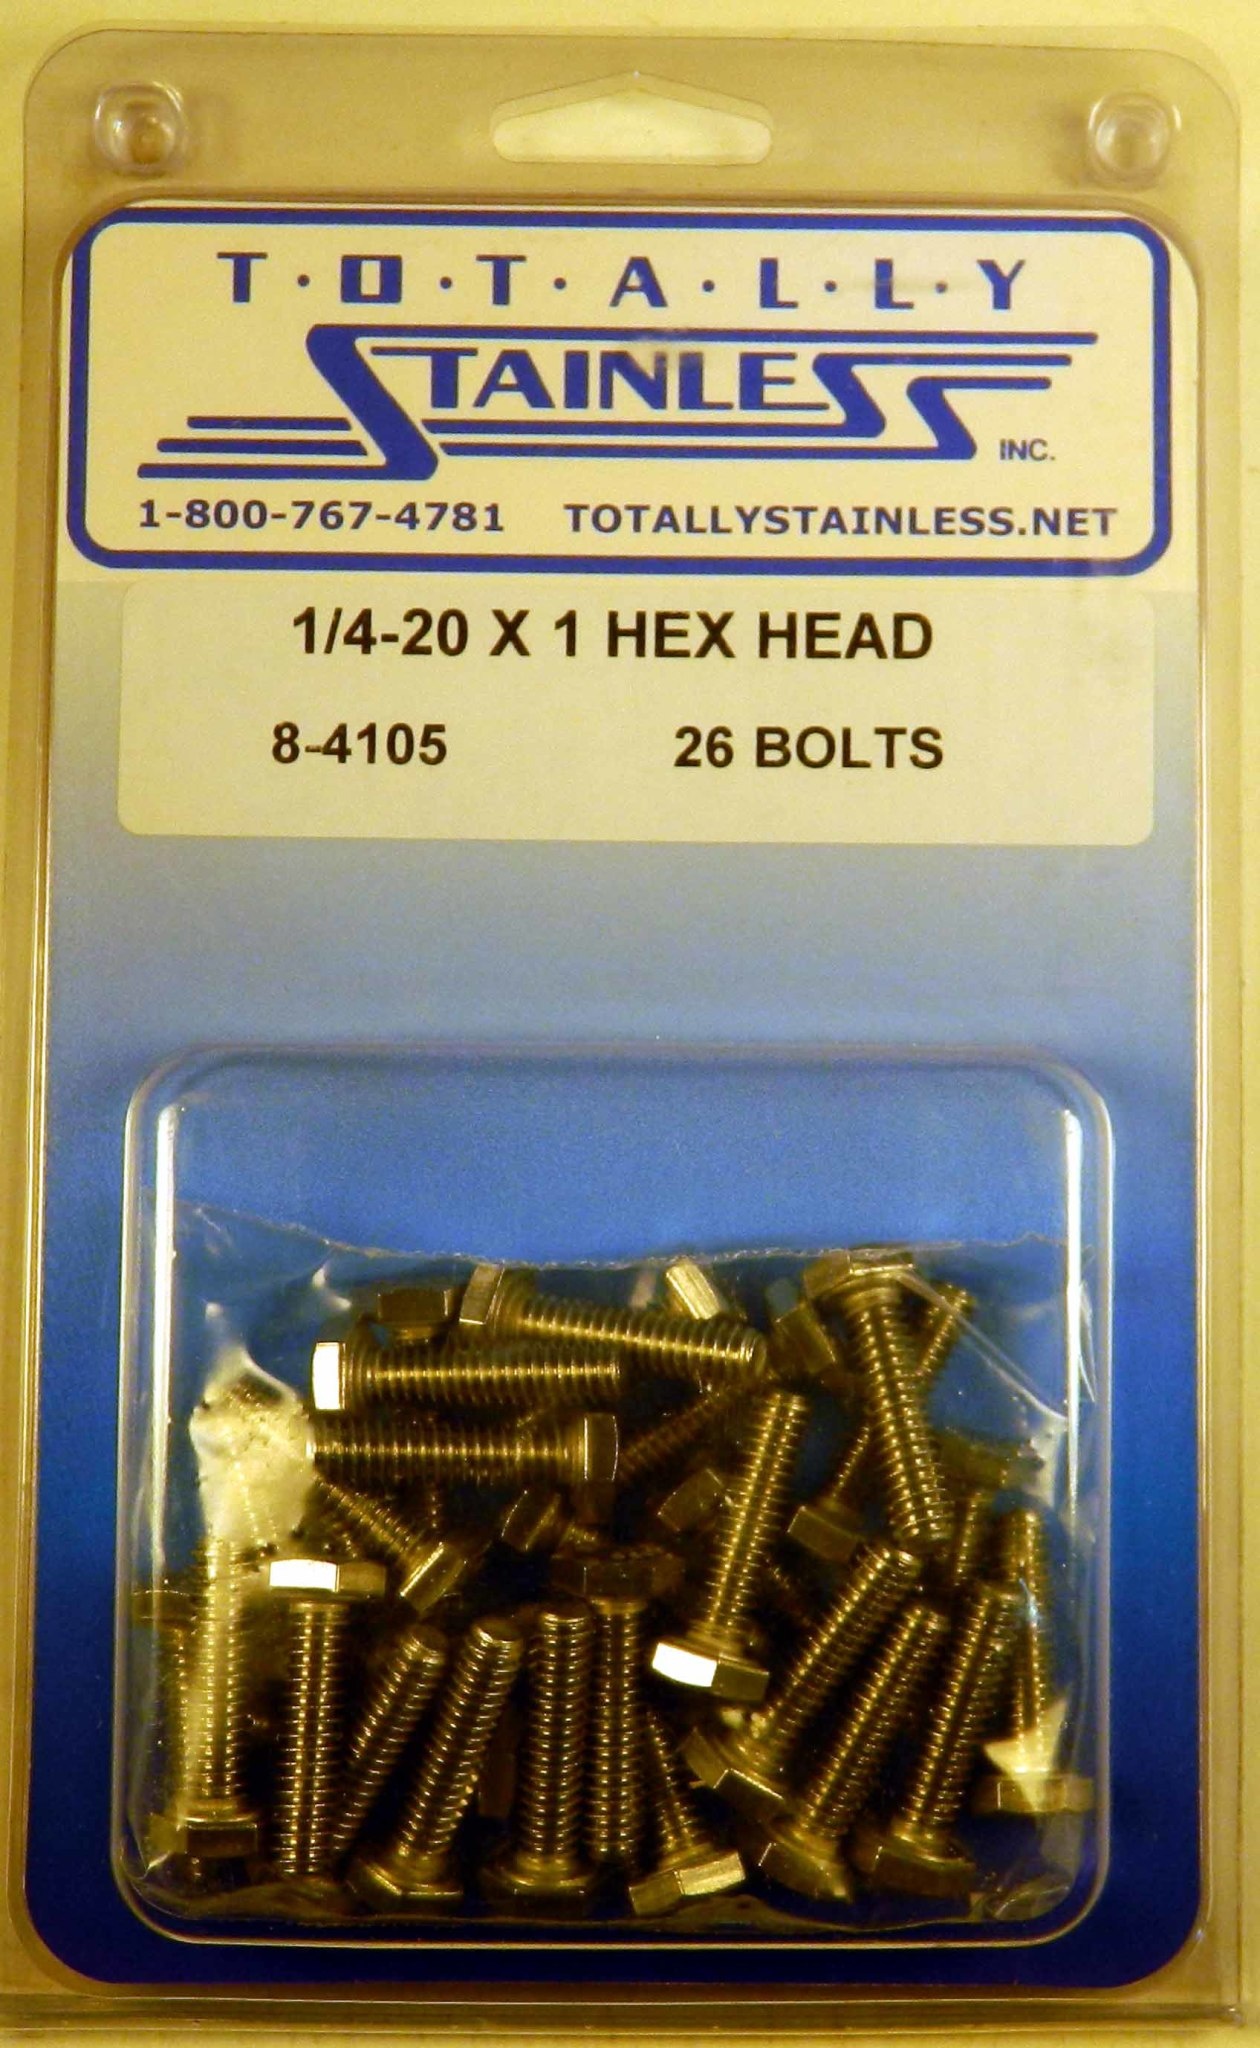 T·O·T·A·L·L·Y
STAINLESS
INC.
1-800-767-4781 TOTALLYSTAINLESS.NET
1/4-20 X 1 HEX HEAD
8-4105 26 BOLTS